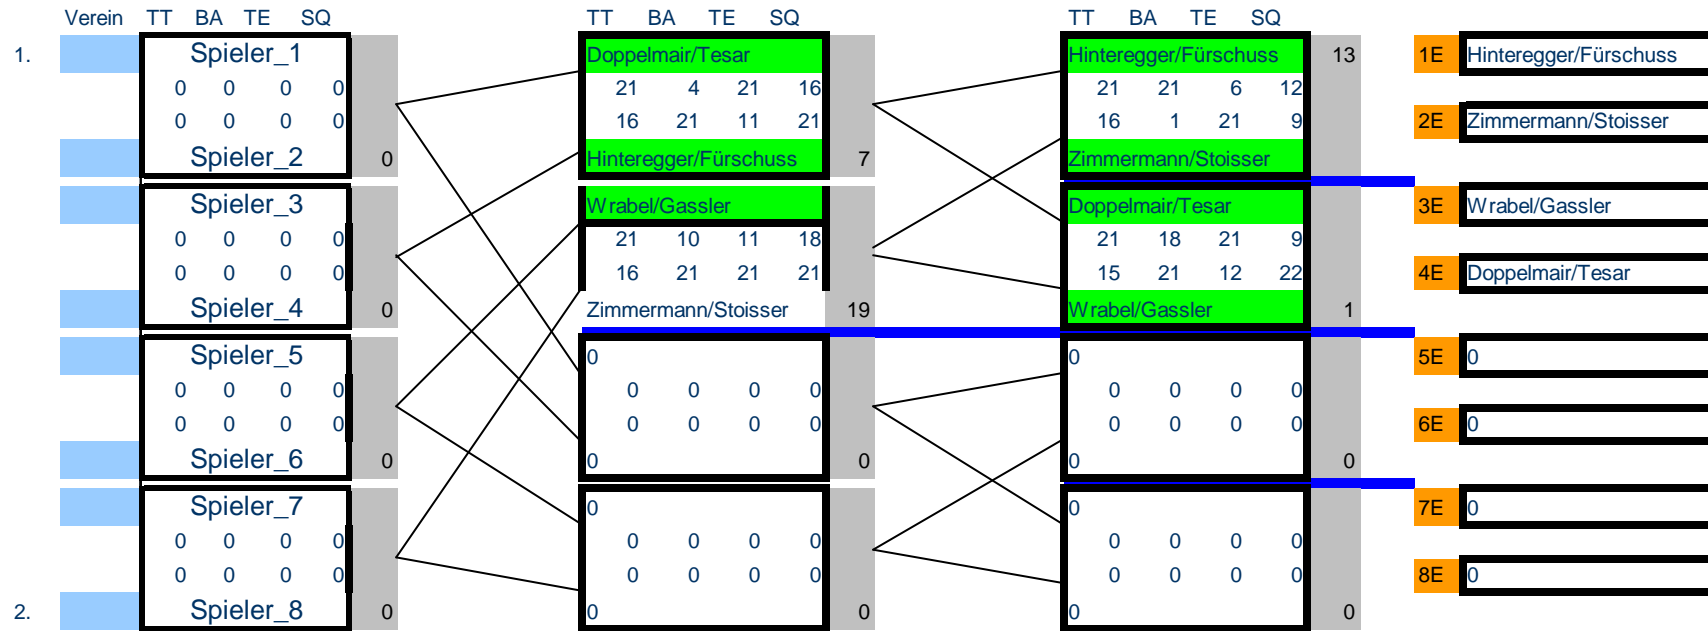 Verein TT BA TE SQ TT BA TE SQ TT BA TE SQ
1. Spieler_1 Doppelmair/Tesar Hinteregger/Fürschuss 13 1E Hinteregger/Fürschuss
0 0 0 0 21 4 21 16 21 21 6 12
0 0 0 0 16 21 11 21 16 1 21 9 2E Zimmermann/Stoisser
Spieler_2 0 Hinteregger/Fürschuss 7 Zimmermann/Stoisser
Spieler_3 Wrabel/Gassler Doppelmair/Tesar 3E Wrabel/Gassler
0 0 0 0 21 10 11 18 21 18 21 9
0 0 0 0 16 21 21 21 15 21 12 22 4E Doppelmair/Tesar
Spieler_4 0 Zimmermann/Stoisser 19 Wrabel/Gassler 1
Spieler_5 0 0 5E 0
0 0 0 0 0 0 0 0 0 0 0 0
0 0 0 0 0 0 0 0 0 0 0 0 6E 0
Spieler_6 0 0 0 0 0
Spieler_7 0 0 7E 0
0 0 0 0 0 0 0 0 0 0 0 0
0 0 0 0 0 0 0 0 0 0 0 0 8E 0
2. Spieler_8 0 0 0 0 0